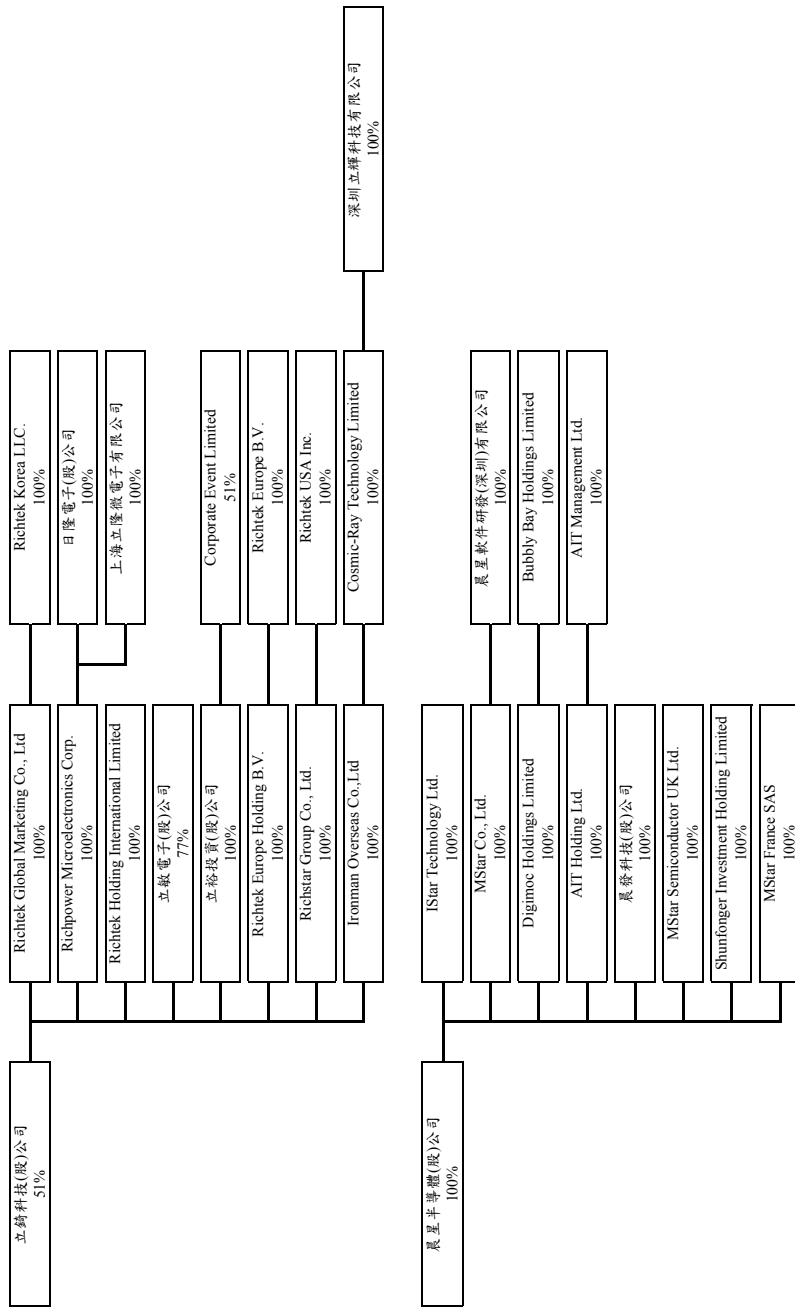 立錡科技(股)公司
51%
Richtek Global Marketing Co., Ltd
100%
Richtek Korea LLC.
100%
Richpower Microelectronics Corp.
100%
日隆電子(股)公司
100%
上海立隆微電子有限公司
100%
Richtek Holding International Limited
100%
立敏電子(股)公司
77%
立裕投資(股)公司
100%
Corporate Event Limited
51%
Richtek Europe Holding B.V.
100%
Richtek Europe B.V.
100%
Richstar Group Co., Ltd.
100%
Richtek USA Inc.
100%
Ironman Overseas Co.,Ltd
100%
Cosmic-Ray Technology Limited
100%
深圳立輝科技有限公司
100%
晨星半導體(股)公司
100%
IStar Technology Ltd.
100%
MStar Co., Ltd.
100%
晨星軟件研發(深圳)有限公司
100%
Digimoc Holdings Limited
100%
Bubbly Bay Holdings Limited
100%
AIT Holding Ltd.
100%
AIT Management Ltd.
100%
晨發科技(股)公司
100%
MStar Semiconductor UK Ltd.
100%
Shunfonger Investment Holding Limited
100%
MStar France SAS
100%